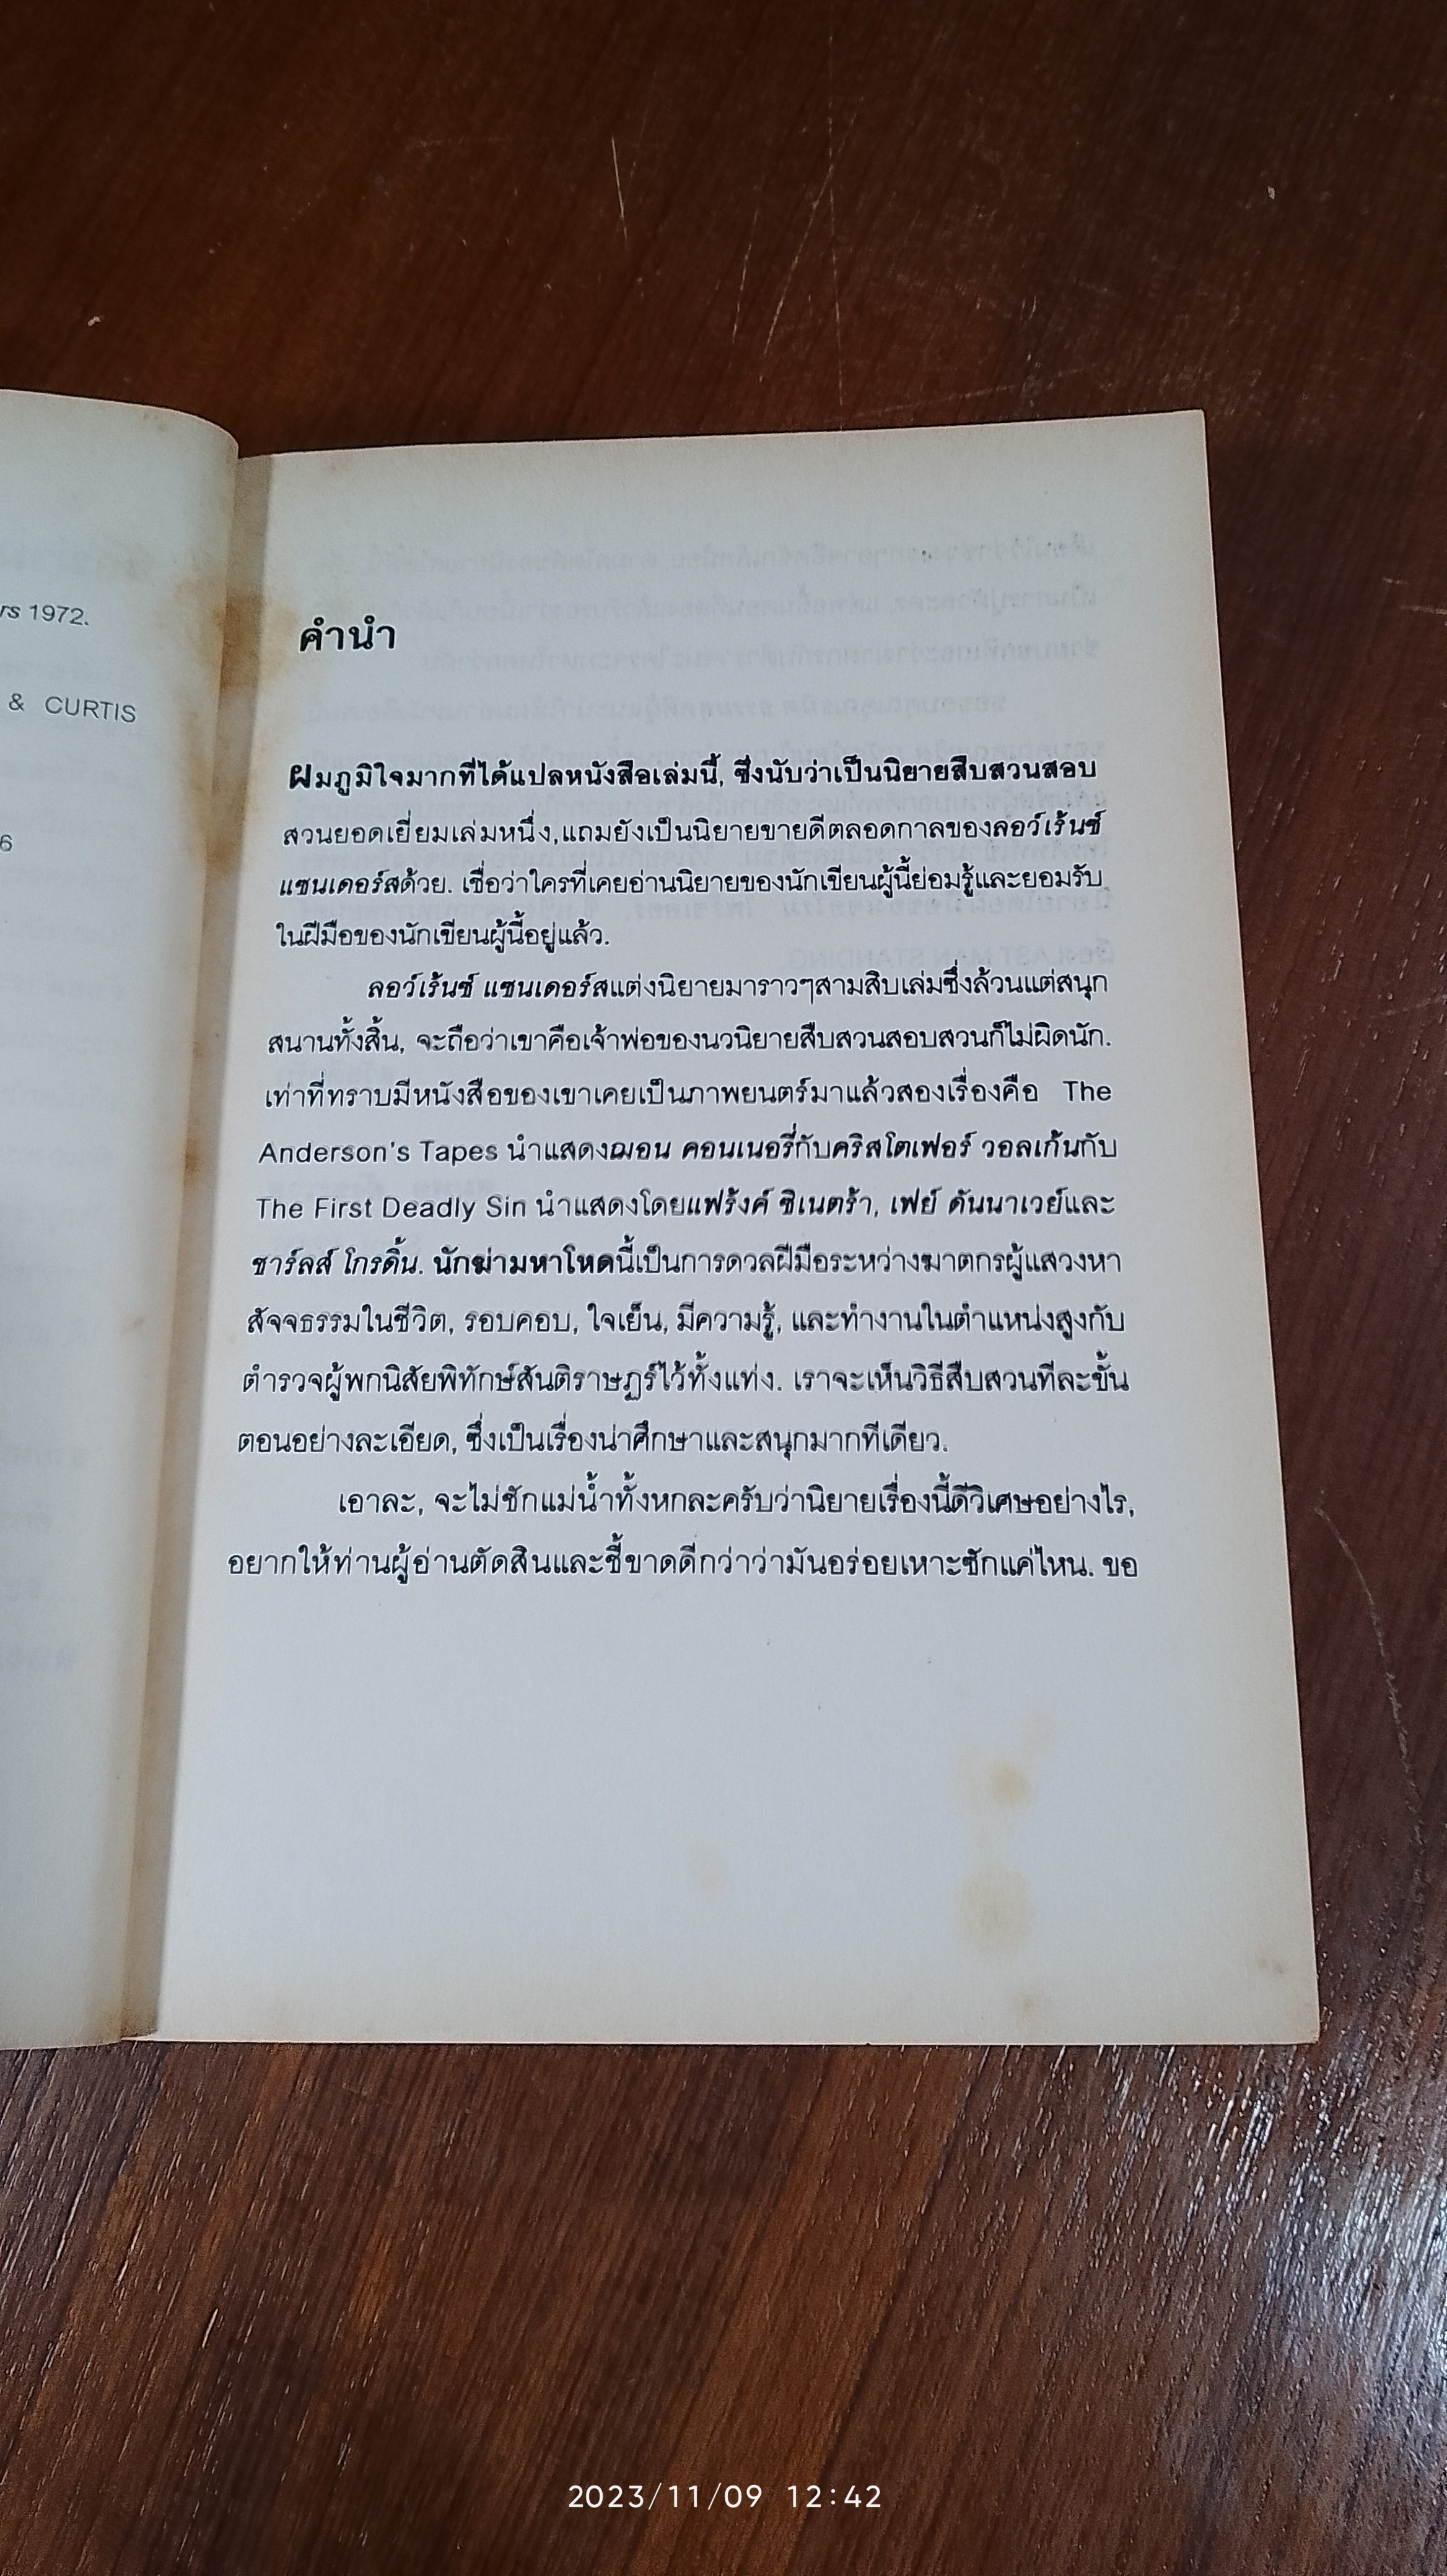 rs 1972.
& CURTIS
6
คำนำ
ผมภูมิใจมากที่ได้แปลหนังสือเล่มนี้, ซึ่งนับว่าเป็นนิยายสืบสวนสอบ
สวนยอดเยี่ยมเล่มหนึ่ง,แถมยังเป็นนิยายขายดีตลอดกาลของลอว์เร้นซ์
แซนเดอร์สด้วย. เชื่อว่าใครที่เคยอ่านนิยายของนักเขียนผู้นี้ย่อมรู้และยอมรับ
ในฝีมือของนักเขียนผู้นี้อยู่แล้ว.
ลอว์เร้นซ์ แซนเดอร์สแต่งนิยายมาราวๆสามสิบเล่มซึ่งล้วนแต่สนุก
สนานทั้งสิ้น, จะถือว่าเขาคือเจ้าพ่อของนวนิยายสืบสวนสอบสวนก็ไม่ผิดนัก.
เท่าที่ทราบมีหนังสือของเขาเคยเป็นภาพยนตร์มาแล้วสองเรื่องคือ The
Anderson's Tapes นำแสดงฌอน คอนเนอรี่กับคริสโตเฟอร์ วอลเก้นกับ
The First Deadly Sin นำแสดงโดยแฟร้งค์ ซิเนตร้า, เฟย์ ดันนาเวย์และ
ชาร์ลส์ โกรดิ้น. นักฆ่ามหาโหดนี้เป็นการดวลฝีมือระหว่างฆาตกรผู้แสวงหา
สัจจธรรมในชีวิต, รอบคอบ, ใจเย็น, มีความรู้, และทำงานในตำแหน่งสูงกับ
ตำรวจผู้พกนิสัยพิทักษ์สันติราษฏร์ไว้ทั้งแท่ง. เราจะเห็นวิธีสืบสวนทีละขั้น
ตอนอย่างละเอียด, ซึ่งเป็นเรื่องน่าศึกษาและสนุกมากทีเดียว.
เอาละ, จะไม่ชักแม่น้ำทั้งหกละครับว่านิยายเรื่องนี้ดีวิเศษอย่างไร,
อยากให้ท่านผู้อ่านตัดสินและชี้ขาดดีกว่าว่ามันอร่อยเหาะซักแค่ไหน. ขอ
2023/11/09 12:42